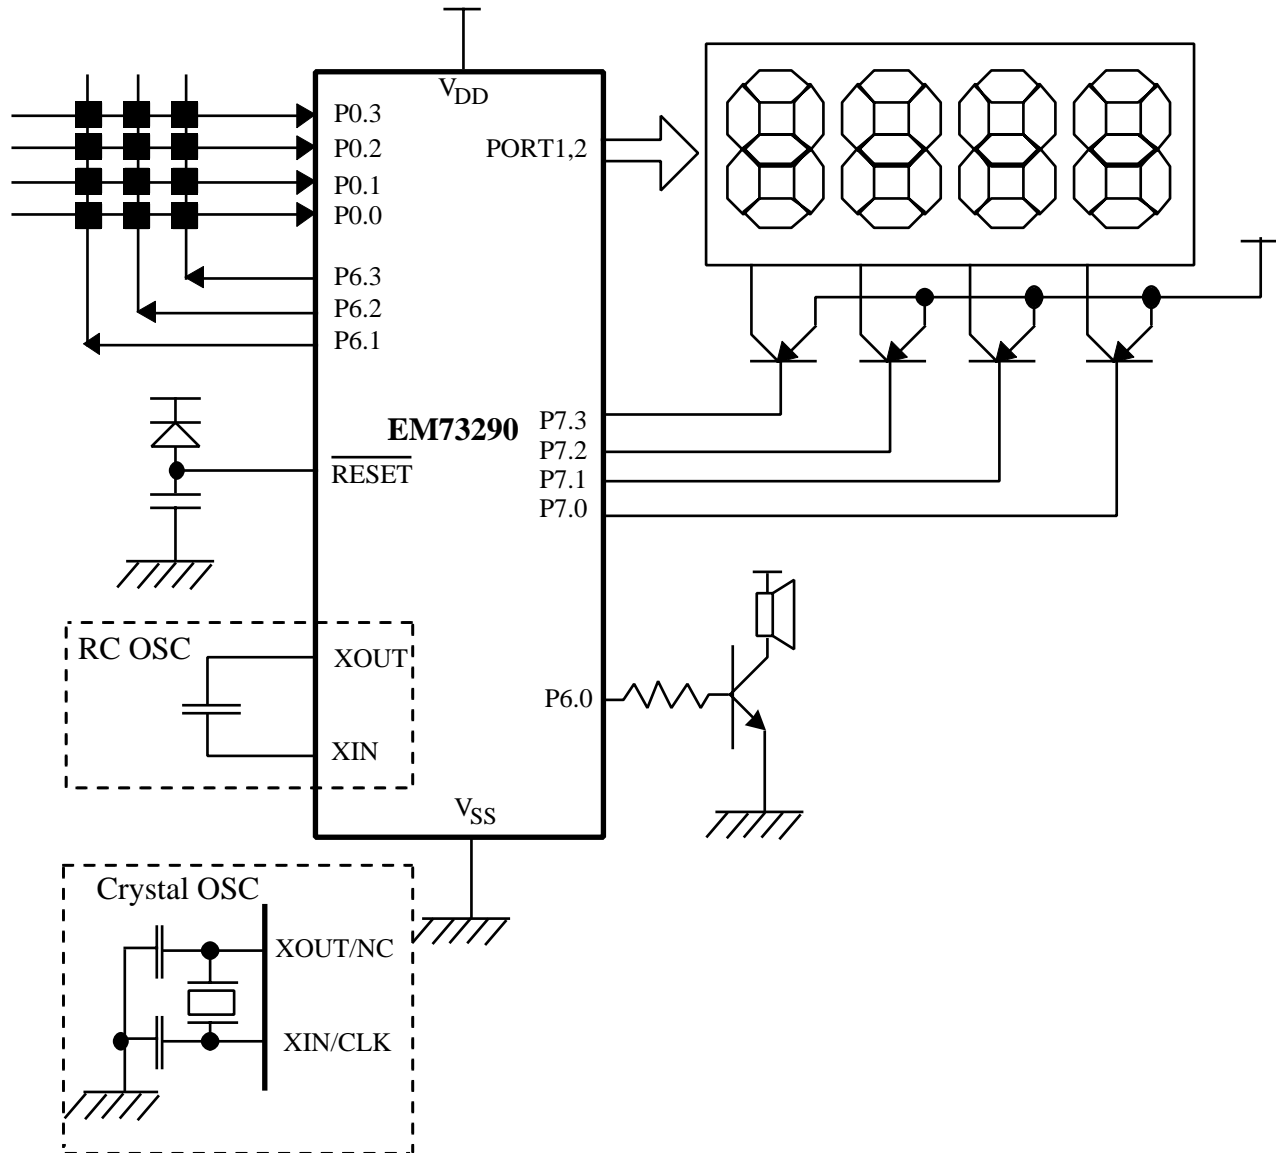 VDD
P0.3
P0.2
P0.1
P0.0
PORT1,2
P6.3
P6.2
P6.1
EM73290
P7.3
P7.2
P7.1
P7.0
RESET
RC OSC
XOUT
XIN
P6.0
VSS
Crystal OSC
XOUT/NC
XIN/CLK